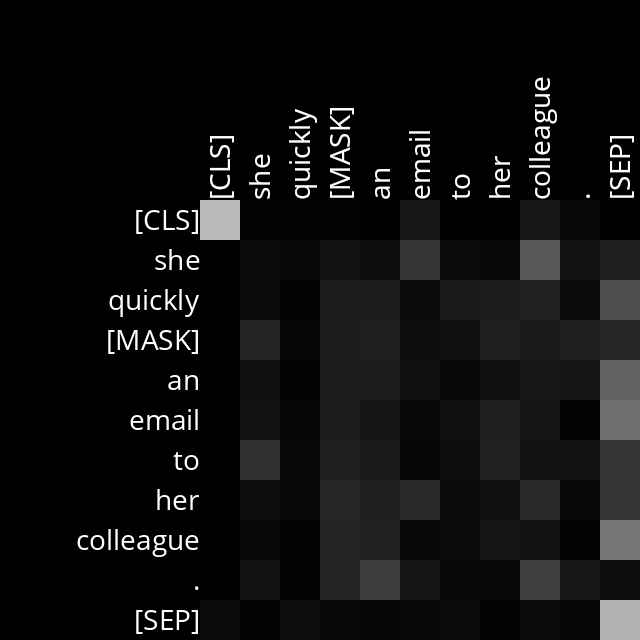 [CLS] she quickly [MASK] an email to her colleague . [SEP]
[CLS]
she
quickly
[MASK]
an
email
to
her
colleague
.
[SEP]